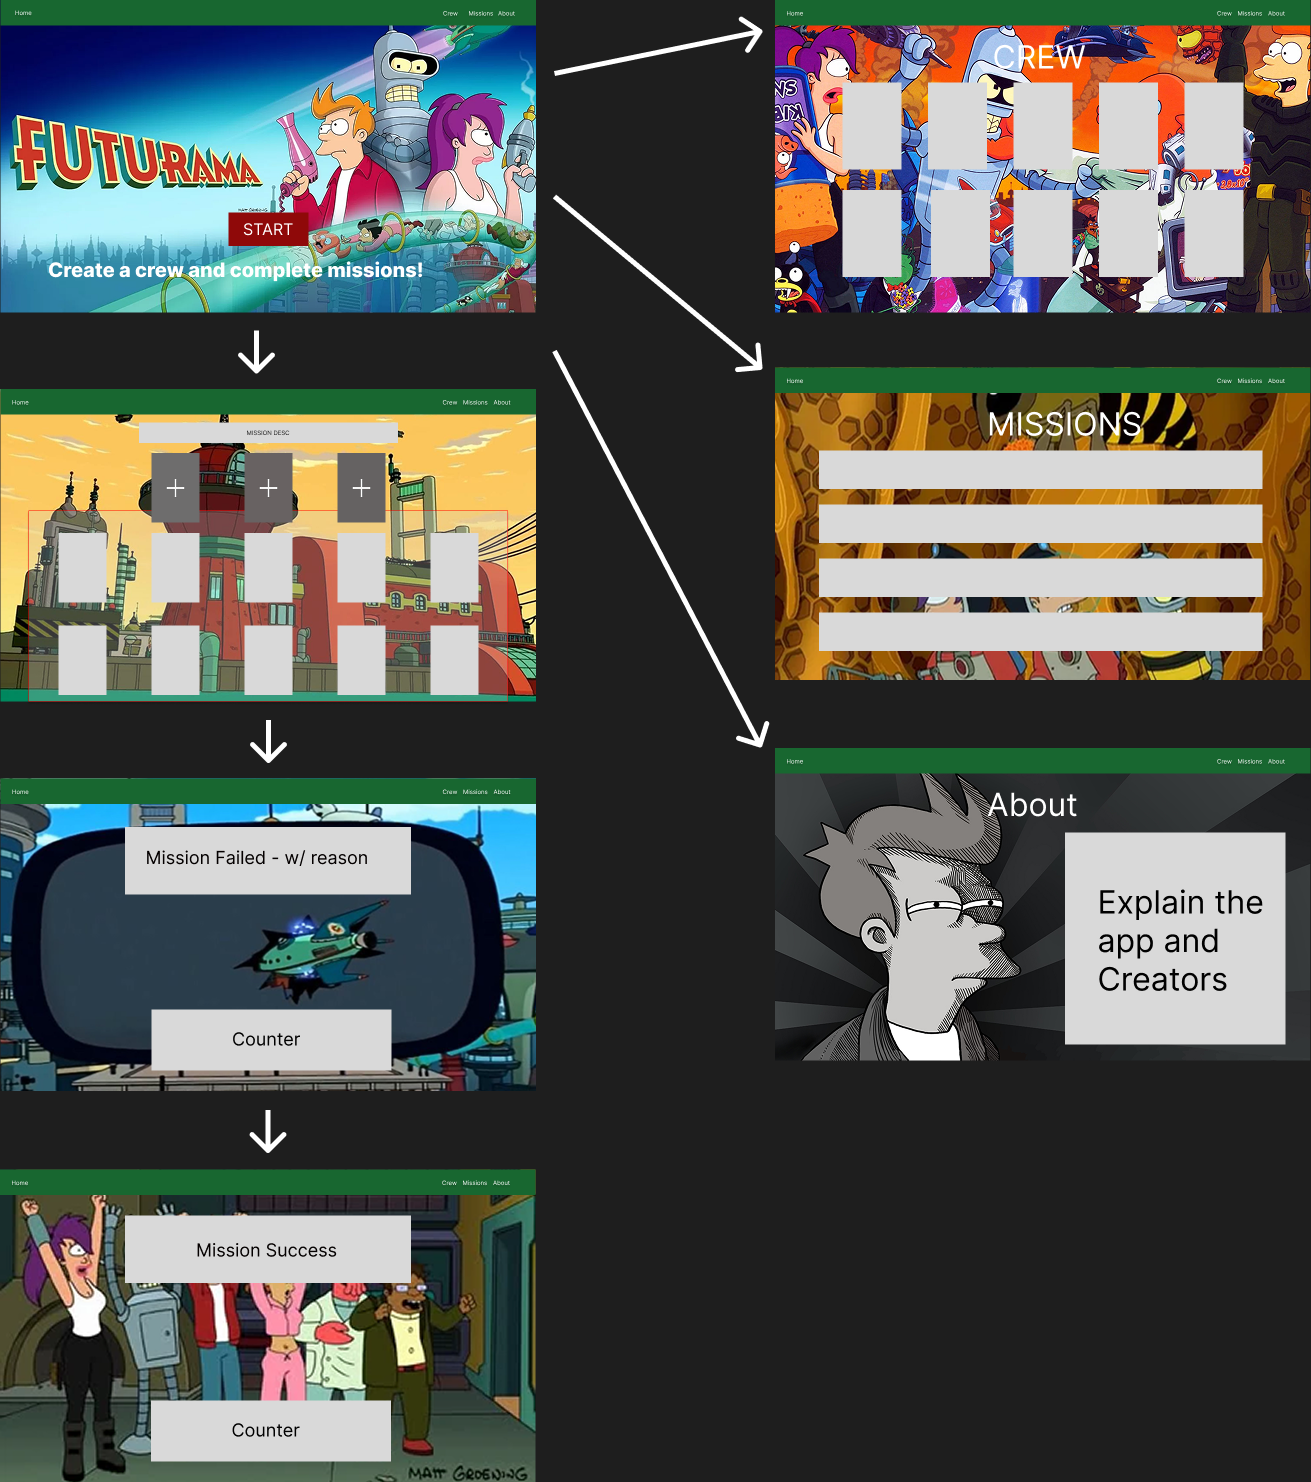 Home Crew Missions About
FUTURAMA
MATT GROENING
START
Create a crew and complete missions!
Home Crew Missions About
MISSION DESC
Home Crew Missions About
Mission Failed - w/ reason
Counter
Home Crew Missions About
Mission Success
Counter
MATT GROENING
Home Crew Missions About
CREW
Home Crew Missions About
MISSIONS
Home Crew Missions About
About
Explain the
app and
Creators